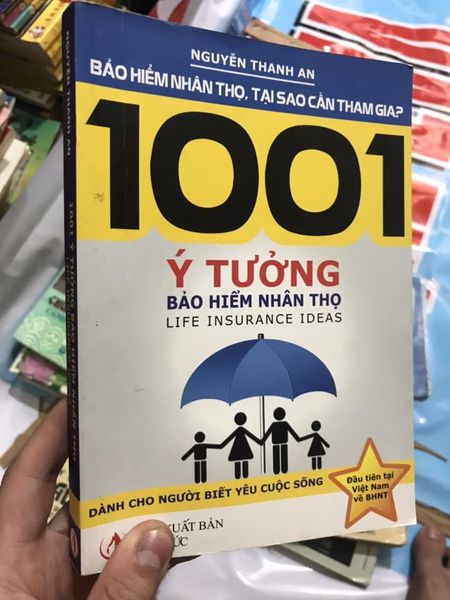 NGUYỄN THANH AN
BẢO HIỂM NHÂN THỌ, TẠI SAO CẦN THAM GIA?
1001
Ý TƯỞNG
BẢO HIỂM NHÂN THỌ
LIFE INSURANCE IDEAS
DÀNH CHO NGƯỜI BIẾT YÊU CUỘC SỐNG
Đầu tiên tại
Việt Nam
về BHNT
XUẤT BẢN
ỨC
NGUYỄN THANH AN
1001 Ý TƯỞNG BẢO HIỂM NHÂN THỌ